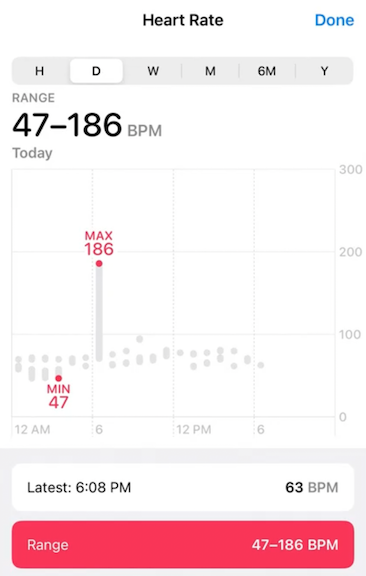 Heart Rate Done
H D W M 6M Y
RANGE
47–186 BPM
Today
300
200
MAX
186
100
MIN
47
0
12 AM 6 12 PM 6
Latest: 6:08 PM 63 BPM
Range 47–186 BPM